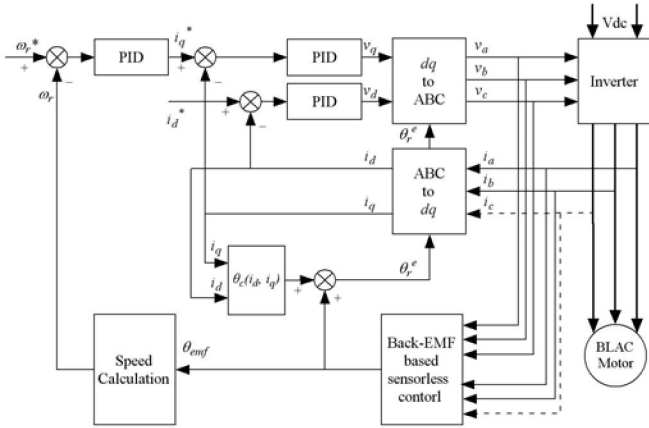 Vdc
ω_r*
PID
i_q*
PID
v_q
dq
to
ABC
v_a
v_b
v_c
Inverter
+
−
+
−
ω_r
i_d*
+
−
PID
v_d
θ_r^e
i_d
i_q
ABC
to
dq
i_a
i_b
i_c
i_q
i_d
θ_c(i_d, i_q)
+
+
θ_r^e
Speed
Calculation
θ_emf
Back-EMF
based
sensorless
contorl
BLAC
Motor